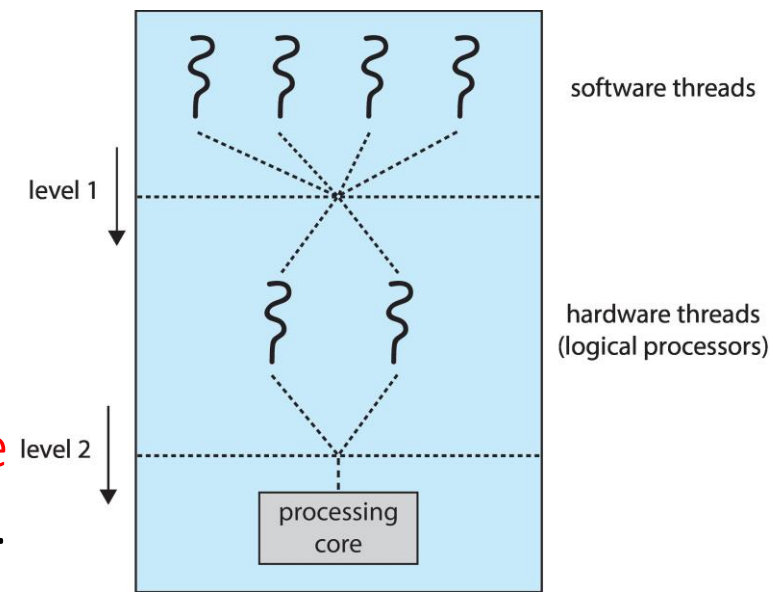 software threads
level 1
hardware threads
(logical processors)
level 2
processing
core